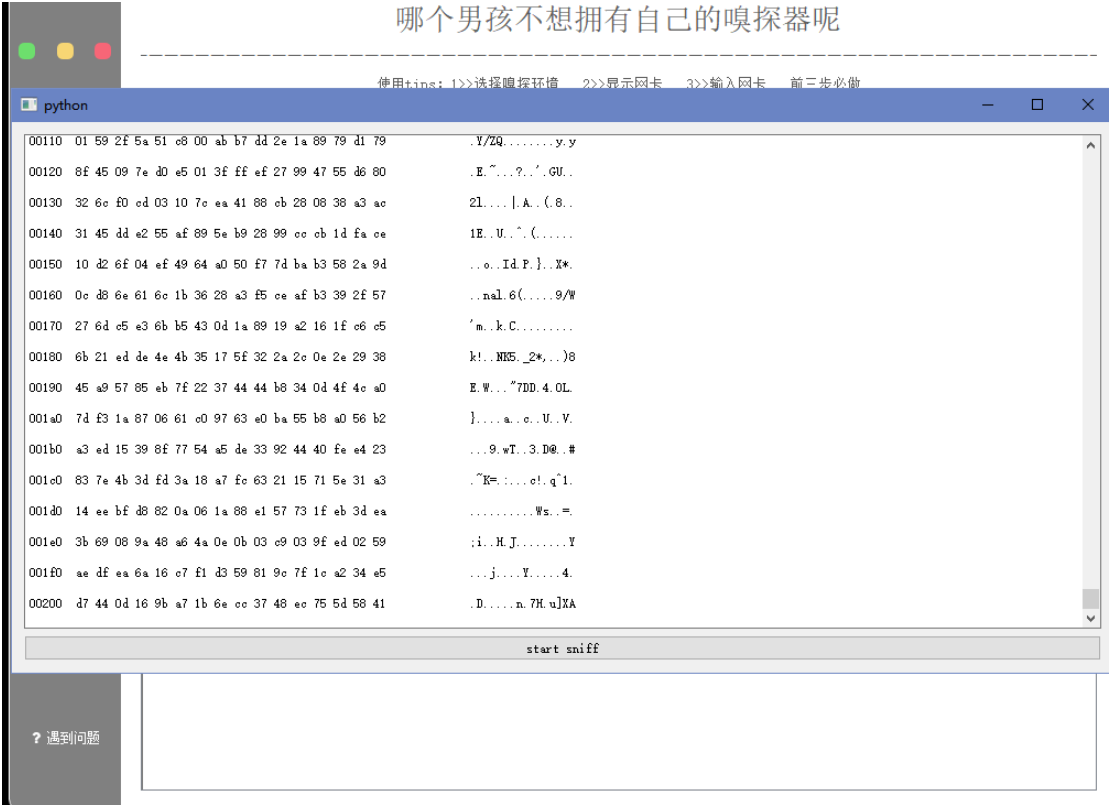 哪个男孩不想拥有自己的嗅探器呢
使用tips：1>>选择嗅探环境 2>>显示网卡 3>>输入网卡 前三步必做
python
00110 01 59 2f 5a 51 c8 00 ab b7 dd 2e 1a 89 79 d1 79 .Y/ZQ........y.y
00120 8f 45 09 7e d0 e5 01 3f ff ef 27 99 47 55 d6 80 .E.~...?..'.GU..
00130 32 6c f0 cd 03 10 7c ea 41 88 cb 28 08 38 a3 ac 2l....|.A..(.8..
00140 31 45 dd e2 55 af 89 5e b9 28 99 cc cb 1d fa ce 1E..U..^.(......
00150 10 d2 6f 04 ef 49 64 a0 50 f7 7d ba b3 58 2a 9d ..o..Id.P.}..X*.
00160 0c d8 6e 61 6c 1b 36 28 a3 f5 ce af b3 39 2f 57 ..nal.6(.....9/W
00170 27 6d c5 e3 6b b5 43 0d 1a 89 19 a2 16 1f c6 c5 'm..k.C.........
00180 6b 21 ed de 4e 4b 35 17 5f 32 2a 2c 0e 2e 29 38 k!..NK5._2*,..)8
00190 45 a9 57 85 eb 7f 22 37 44 44 b8 34 0d 4f 4c a0 E.W..."7DD.4.OL.
001a0 7d f3 1a 87 06 61 c0 97 63 e0 ba 55 b8 a0 56 b2 }....a..c..U..V.
001b0 a3 ed 15 39 8f 77 54 a5 de 33 92 44 40 fe e4 23 ...9.wT..3.D@..#
001c0 83 7e 4b 3d fd 3a 18 a7 fc 63 21 15 71 5e 31 a3 .~K=.:...c!.q^1.
001d0 14 ee bf d8 82 0a 06 1a 88 e1 57 73 1f eb 3d ea ..........Ws..=.
001e0 3b 69 08 9a 48 a6 4a 0e 0b 03 c9 03 9f ed 02 59 ;i..H.J........Y
001f0 ae df ea 6a 16 c7 f1 d3 59 81 9c 7f 1c a2 34 e5 ...j....Y.....4.
00200 d7 44 0d 16 9b a7 1b 6e cc 37 48 ec 75 5d 58 41 .D.....n.7H.u]XA
start sniff
? 遇到问题